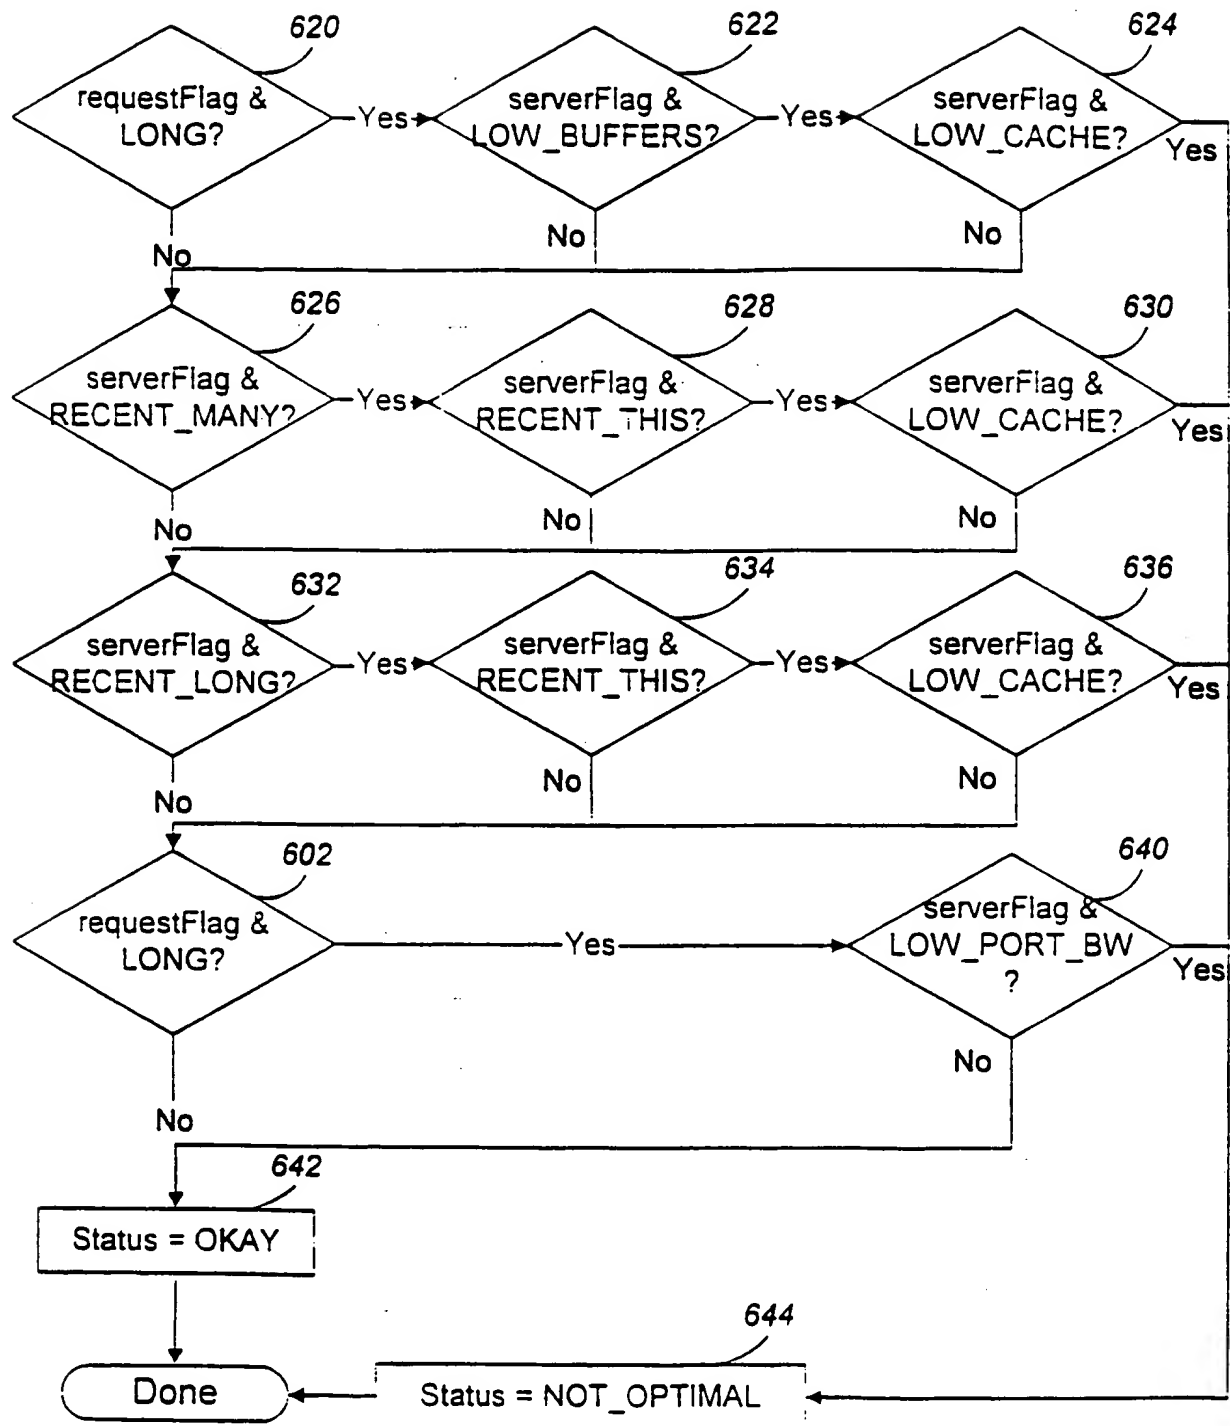 620
622
624
requestFlag &
LONG?
Yes
serverFlag &
LOW_BUFFERS?
Yes
serverFlag &
LOW_CACHE?
Yes
No
No
No
626
628
630
serverFlag &
RECENT_MANY?
Yes
serverFlag &
RECENT_THIS?
Yes
serverFlag &
LOW_CACHE?
Yes
No
No
No
632
634
636
serverFlag &
RECENT_LONG?
Yes
serverFlag &
RECENT_THIS?
Yes
serverFlag &
LOW_CACHE?
Yes
No
No
No
602
640
requestFlag &
LONG?
Yes
serverFlag &
LOW_PORT_BW
?
Yes
No
No
642
Status = OKAY
644
Done
Status = NOT_OPTIMAL